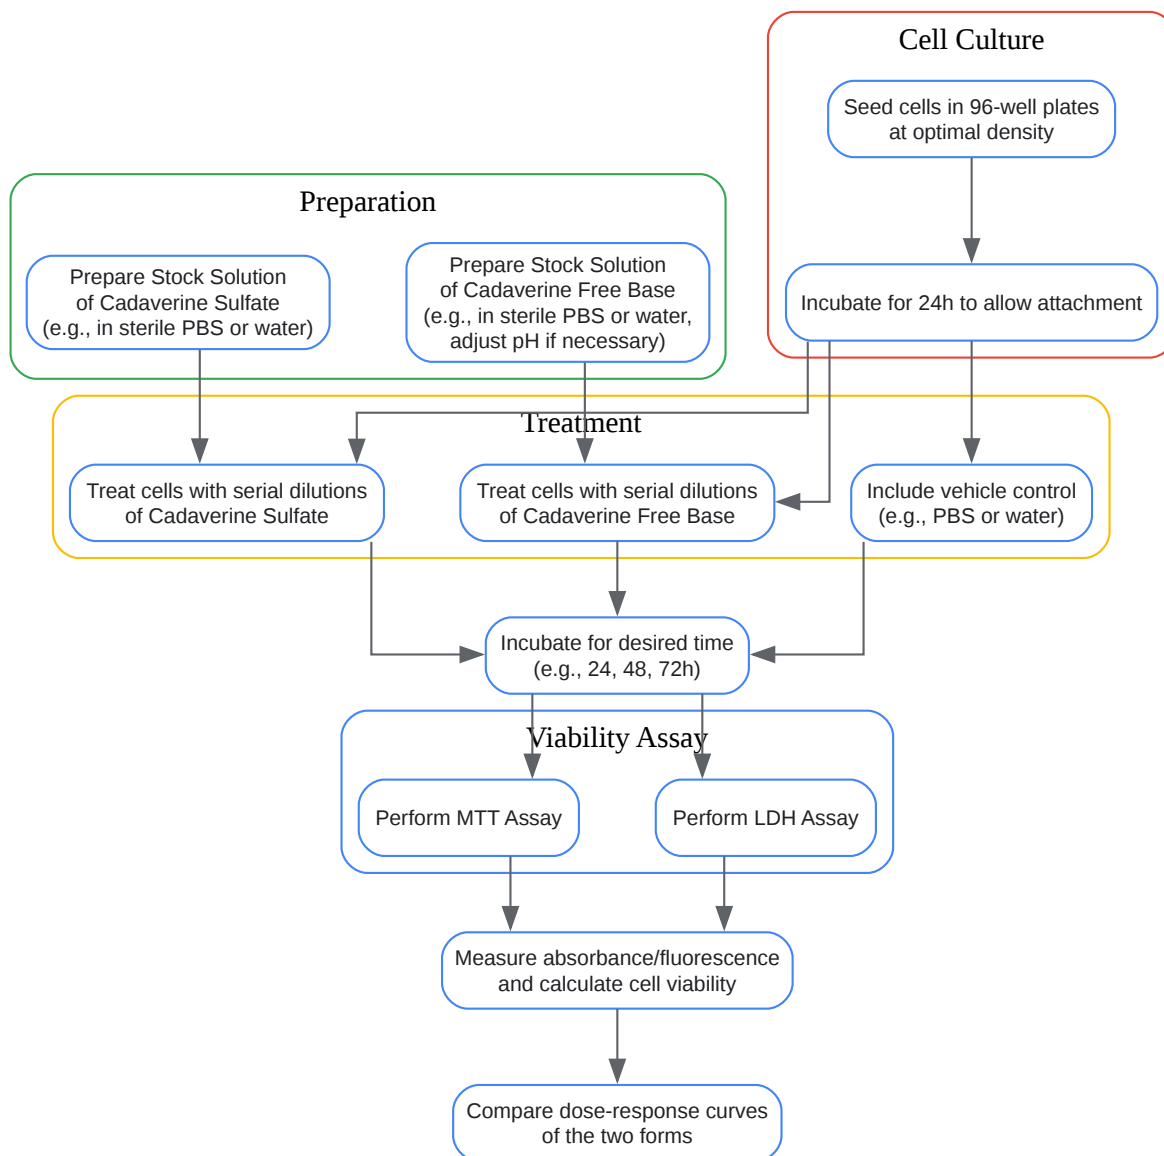 Cell Culture
Seed cells in 96-well plates
at optimal density
Preparation
Prepare Stock Solution
of Cadaverine Sulfate
(e.g., in sterile PBS or water)
Prepare Stock Solution
of Cadaverine Free Base
(e.g., in sterile PBS or water,
adjust pH if necessary)
Incubate for 24h to allow attachment
Treatment
Treat cells with serial dilutions
of Cadaverine Sulfate
Treat cells with serial dilutions
of Cadaverine Free Base
Include vehicle control
(e.g., PBS or water)
Incubate for desired time
(e.g., 24, 48, 72h)
Viability Assay
Perform MTT Assay
Perform LDH Assay
Measure absorbance/fluorescence
and calculate cell viability
Compare dose-response curves
of the two forms